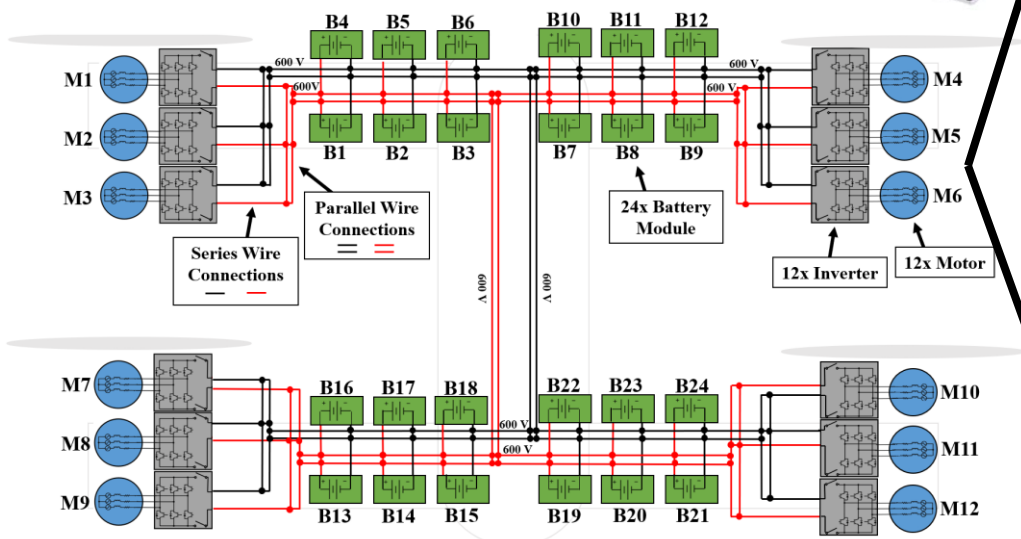 B4 B5 B6 B10 B11 B12
600 V 600 V
M1 M4
600V 600 V
M2 B1 B2 B3 B7 B8 B9 M5
M3 M6
Parallel Wire
Connections
24x Battery
Module
Series Wire
Connections
12x Inverter
12x Motor
600 V 600 V
600 V 600 V
M7 M10
B16 B17 B18 B22 B23 B24
M8 600 V M11
600 V
M9 M12
B13 B14 B15 B19 B20 B21